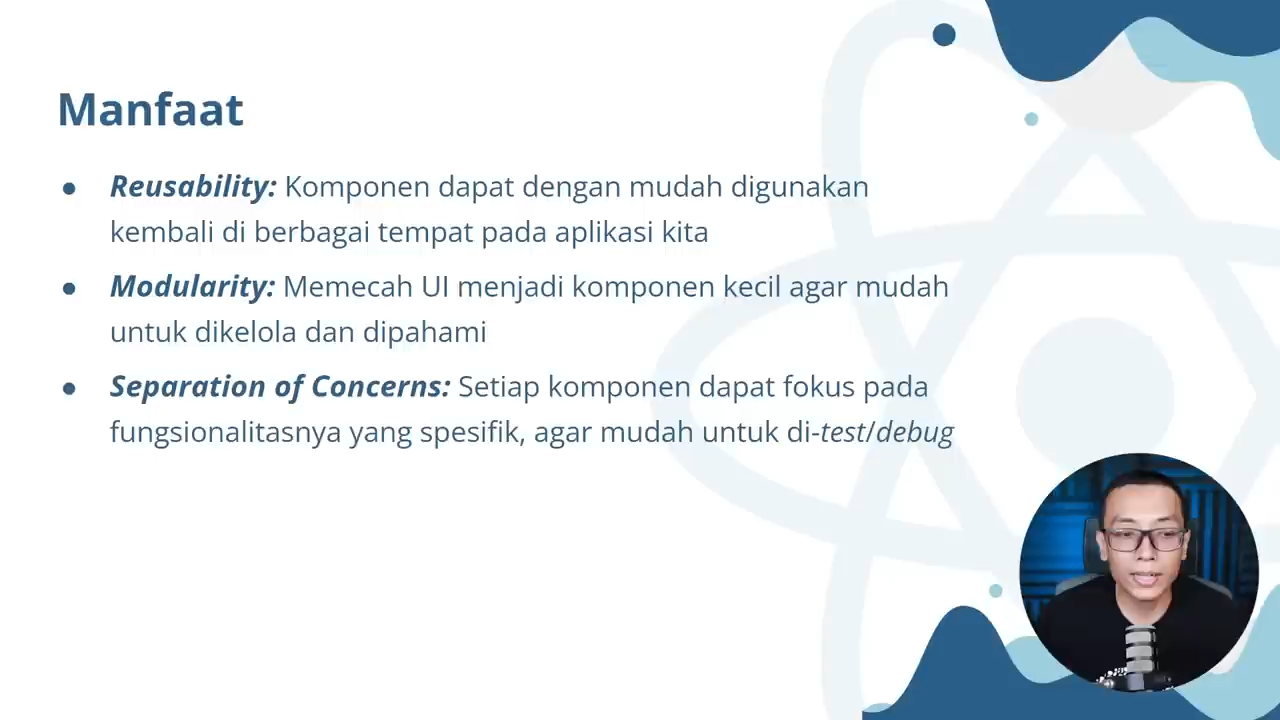 Manfaat
● Reusability: Komponen dapat dengan mudah digunakan
kembali di berbagai tempat pada aplikasi kita
● Modularity: Memecah UI menjadi komponen kecil agar mudah
untuk dikelola dan dipahami
● Separation of Concerns: Setiap komponen dapat fokus pada
fungsionalitasnya yang spesifik, agar mudah untuk di-test/debug